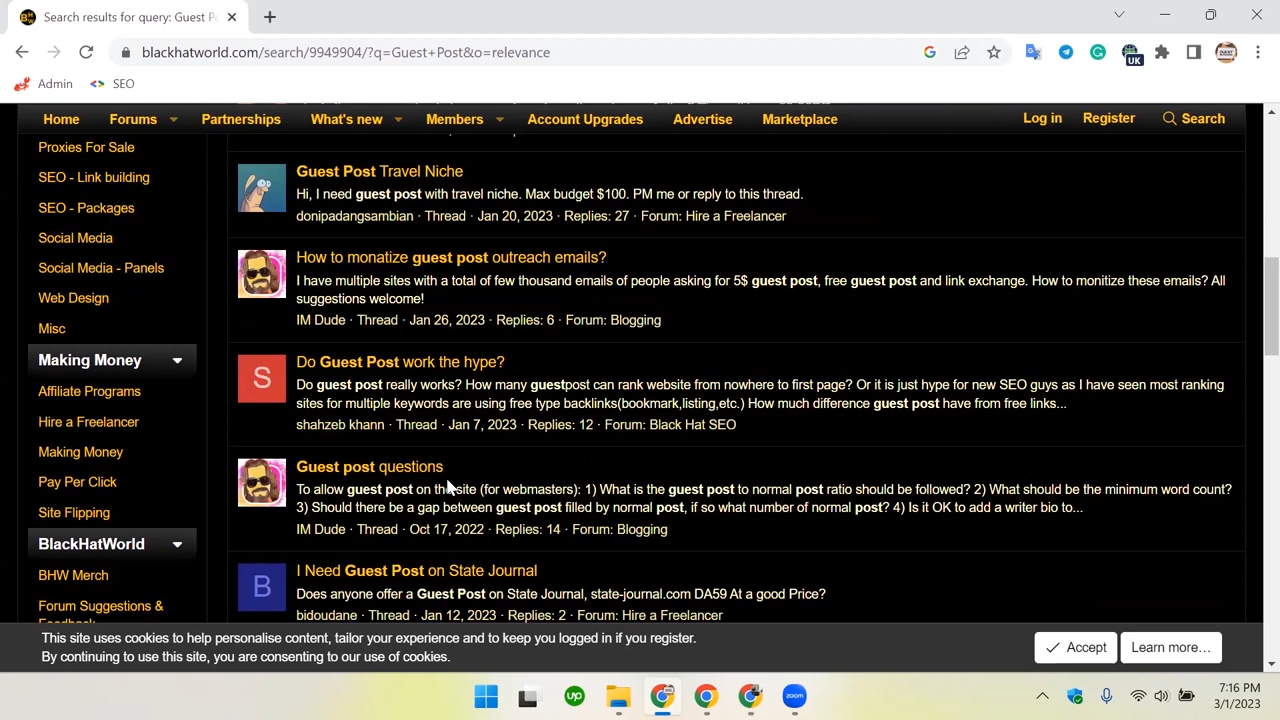 Search results for query: Guest Po
blackhatworld.com/search/9949904/?q=Guest+Post&o=relevance
UK
Admin
SEO
Home
Forums
Partnerships
What's new
Members
Account Upgrades
Advertise
Marketplace
Log in
Register
Search
Proxies For Sale
SEO - Link building
SEO - Packages
Social Media
Social Media - Panels
Web Design
Misc
Making Money
Affiliate Programs
Hire a Freelancer
Making Money
Pay Per Click
Site Flipping
BlackHatWorld
BHW Merch
Forum Suggestions &
Feedback
Guest Post Travel Niche
Hi, I need guest post with travel niche. Max budget $100. PM me or reply to this thread.
donipadangsambian · Thread · Jan 20, 2023 · Replies: 27 · Forum: Hire a Freelancer
How to monatize guest post outreach emails?
I have multiple sites with a total of few thousand emails of people asking for 5$ guest post, free guest post and link exchange. How to monitize these emails? All
suggestions welcome!
IM Dude · Thread · Jan 26, 2023 · Replies: 6 · Forum: Blogging
S
Do Guest Post work the hype?
Do guest post really works? How many guestpost can rank website from nowhere to first page? Or it is just hype for new SEO guys as I have seen most ranking
sites for multiple keywords are using free type backlinks(bookmark,listing,etc.) How much difference guest post have from free links...
shahzeb khann · Thread · Jan 7, 2023 · Replies: 12 · Forum: Black Hat SEO
Guest post questions
To allow guest post on the site (for webmasters): 1) What is the guest post to normal post ratio should be followed? 2) What should be the minimum word count?
3) Should there be a gap between guest post filled by normal post, if so what number of normal post? 4) Is it OK to add a writer bio to...
IM Dude · Thread · Oct 17, 2022 · Replies: 14 · Forum: Blogging
B
I Need Guest Post on State Journal
Does anyone offer a Guest Post on State Journal, state-journal.com DA59 At a good Price?
bidoudane · Thread · Jan 12, 2023 · Replies: 2 · Forum: Hire a Freelancer
This site uses cookies to help personalise content, tailor your experience and to keep you logged in if you register.
By continuing to use this site, you are consenting to our use of cookies.
Accept
Learn more…
up
zoom
7:16 PM
3/1/2023